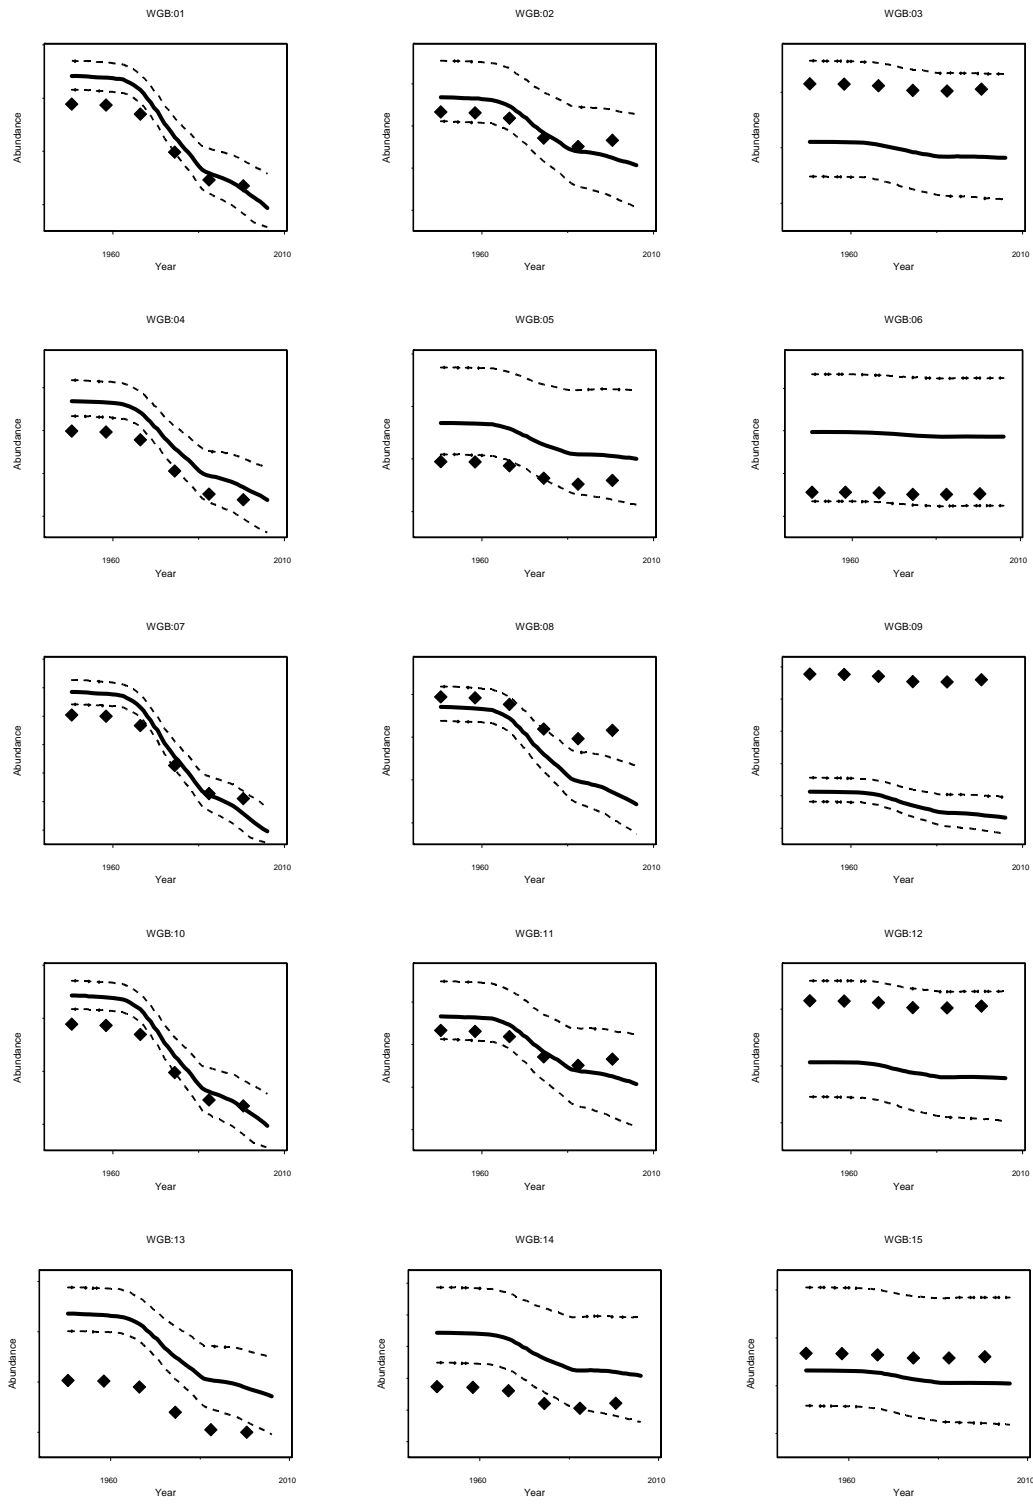 WGB:01 WGB:02 WGB:03
Abundance Abundance Abundance
1960 2010 1960 2010 1960 2010
Year Year Year
WGB:04 WGB:05 WGB:06
Abundance Abundance Abundance
1960 2010 1960 2010 1960 2010
Year Year Year
WGB:07 WGB:08 WGB:09
Abundance Abundance Abundance
1960 2010 1960 2010 1960 2010
Year Year Year
WGB:10 WGB:11 WGB:12
Abundance Abundance Abundance
1960 2010 1960 2010 1960 2010
Year Year Year
WGB:13 WGB:14 WGB:15
Abundance Abundance Abundance
1960 2010 1960 2010 1960 2010
Year Year Year